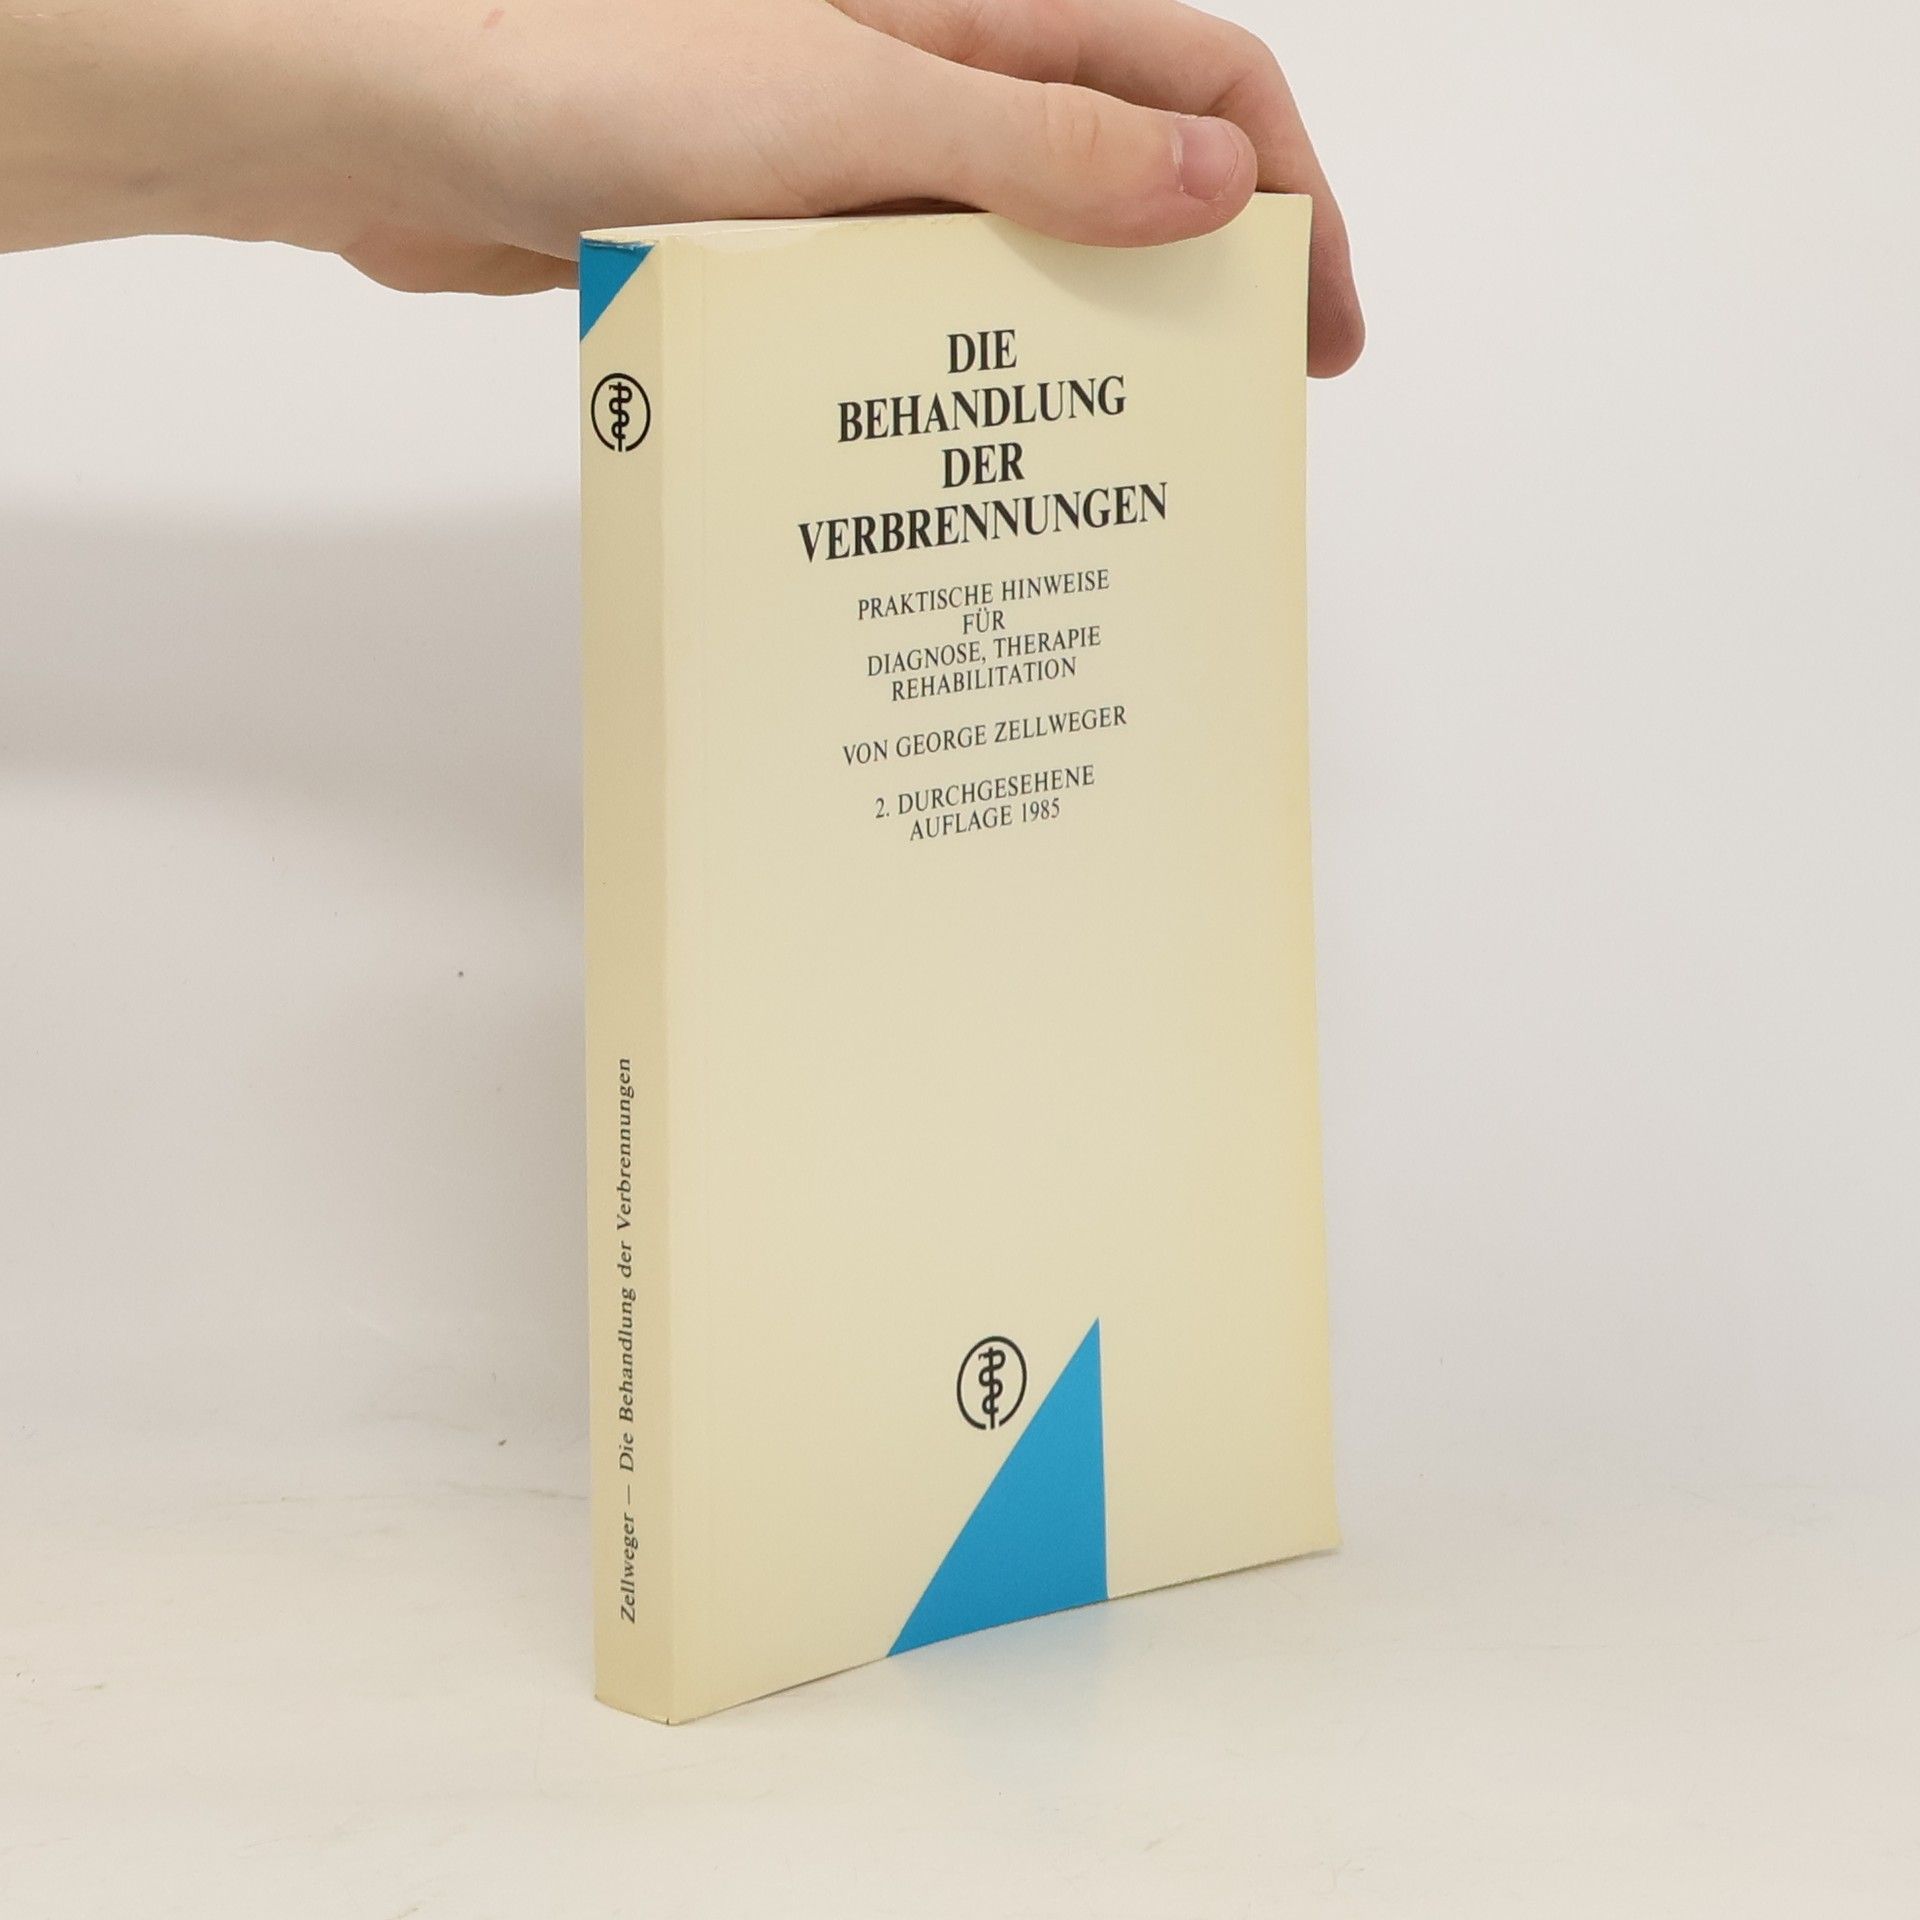 DIE
BEHANDLUNG
DER
VERBRENNUNGEN
PRAKTISCHE HINWEISE
FÜR
DIAGNOSE, THERAPIE
REHABILITATION
VON GEORGE ZELLWEGER
2. DURCHGESEHENE
AUFLAGE 1985
Zellweger — Die Behandlung der Verbrennungen